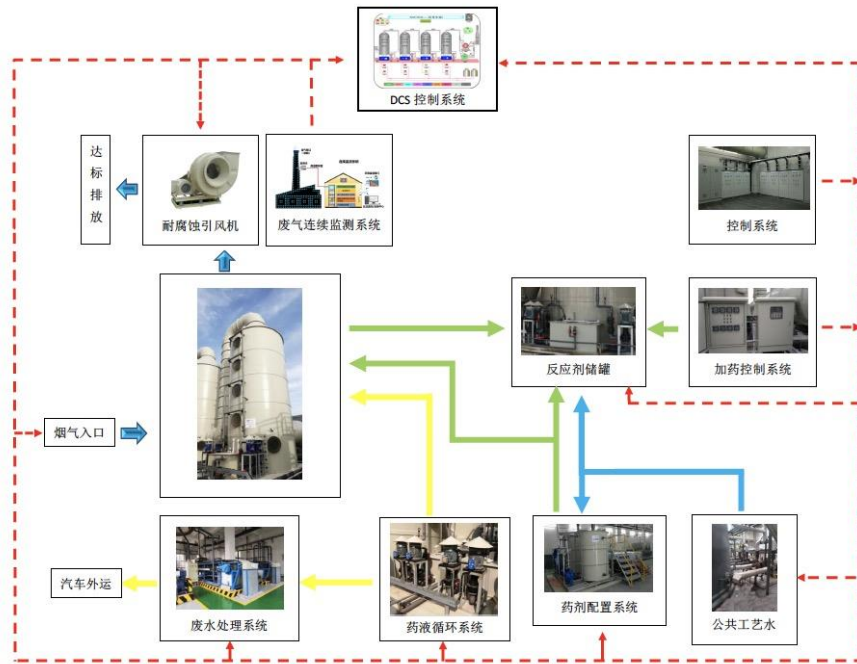 DCS 控制系统
达标排放
耐腐蚀引风机
废气连续监测系统
控制系统
反应剂储罐
加药控制系统
烟气入口
汽车外运
废水处理系统
药液循环系统
药剂配置系统
公共工艺水